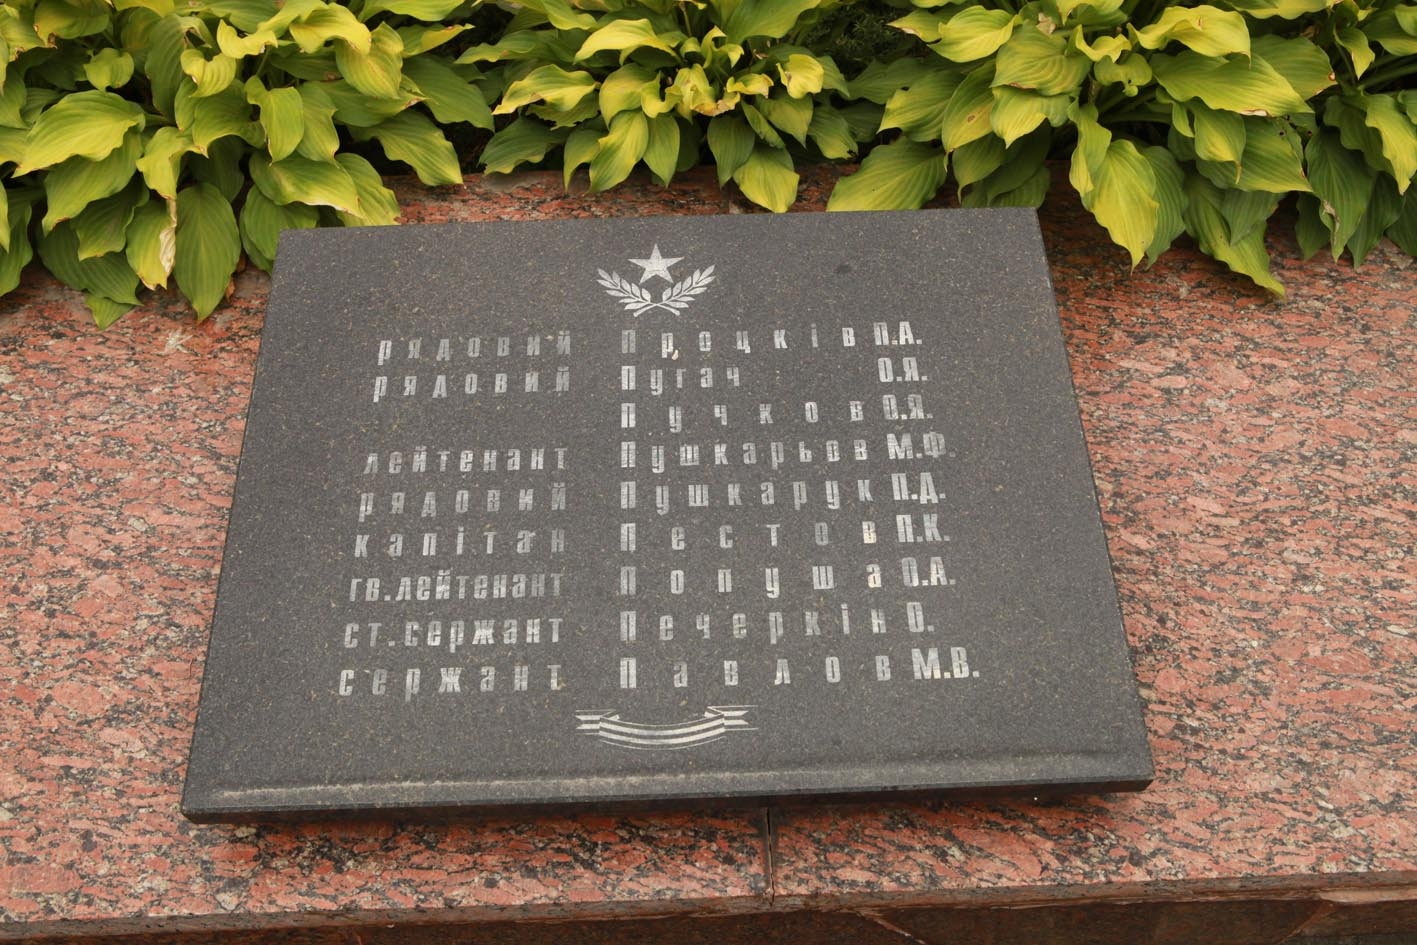 рядовий Процків П.А.
рядовий Пугач О.Я.
Пучков О.Я.
лейтенант Пушкарьов М.Ф.
рядовий Пушкарук П.Д.
капітан Пестов П.К.
гв.лейтенант Попуша О.А.
ст.сержант Печеркін О.
сержант Павлов М.В.